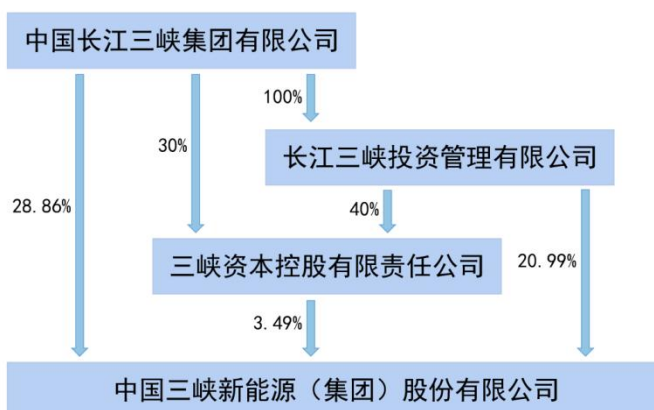 中国长江三峡集团有限公司
100%
30%
长江三峡投资管理有限公司
28.86%
40%
三峡资本控股有限责任公司
20.99%
3.49%
中国三峡新能源（集团）股份有限公司